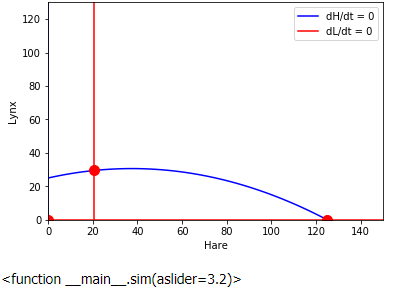 120
100
80
60
40
20
0
Lynx
0 20 40 60 80 100 120 140
Hare
dH/dt = 0
dL/dt = 0
<function __main__.sim(aslider=3.2)>